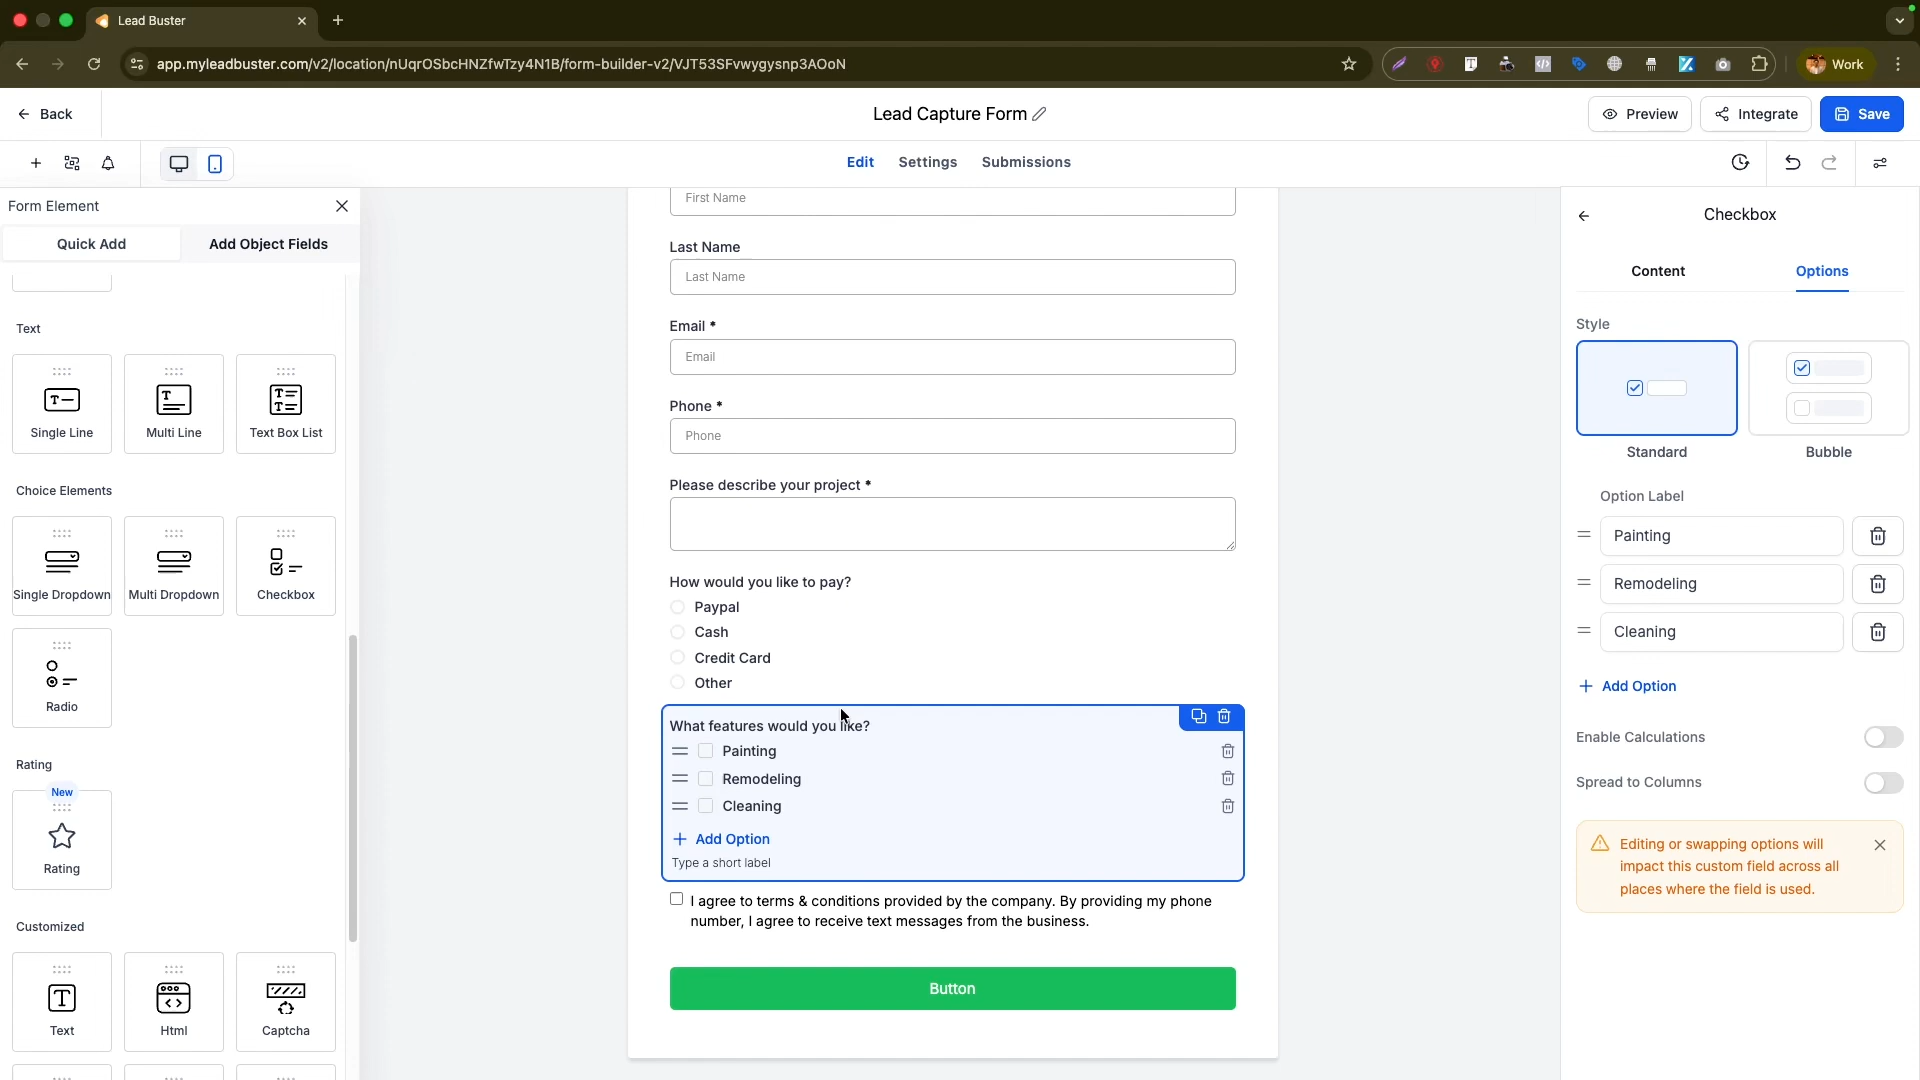 Lead Buster
app.myleadbuster.com/v2/location/nUqrOSbcHNZfwTzy4N1B/form-builder-v2/VJT53SFvwygysnp3AOoN
Work
Back
Lead Capture Form
Preview
Integrate
Save
Edit
Settings
Submissions
Form Element
Quick Add
Add Object Fields
Text
Single Line
Multi Line
Text Box List
Choice Elements
Single Dropdown
Multi Dropdown
Checkbox
Radio
Rating
New
Rating
Customized
Text
Html
Captcha
First Name
Last Name
Last Name
Email *
Email
Phone *
Phone
Please describe your project *
How would you like to pay?
Paypal
Cash
Credit Card
Other
What features would you like?
Painting
Remodeling
Cleaning
Add Option
Type a short label
I agree to terms & conditions provided by the company. By providing my phone
number, I agree to receive text messages from the business.
Button
Checkbox
Content
Options
Style
Standard
Bubble
Option Label
Painting
Remodeling
Cleaning
Add Option
Enable Calculations
Spread to Columns
Editing or swapping options will
impact this custom field across all
places where the field is used.